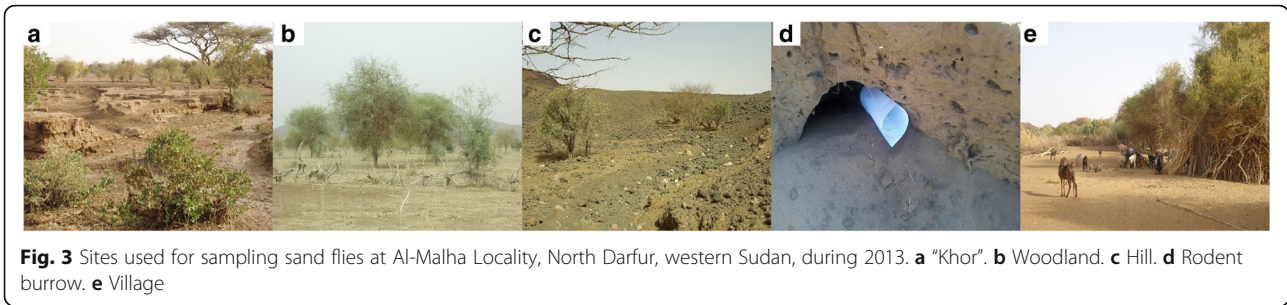 a b c d e
Fig. 3 Sites used for sampling sand flies at Al-Malha Locality, North Darfur, western Sudan, during 2013. a “Khor”. b Woodland. c Hill. d Rodent
burrow. e Village